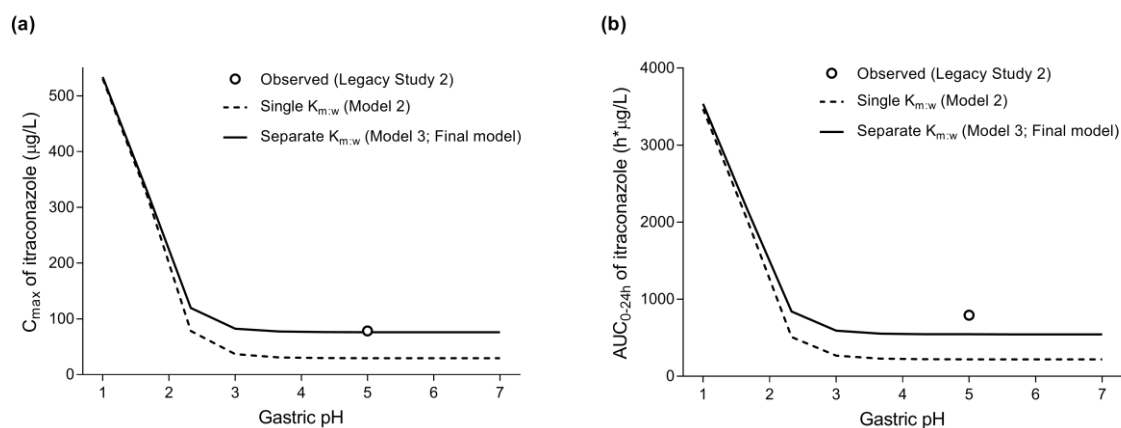 (a)
Observed (Legacy Study 2)
Single Km:w (Model 2)
Separate Km:w (Model 3; Final model)
Cmax of itraconazole (µg/L)
500
400
300
200
100
0
1 2 3 4 5 6 7
Gastric pH
(b)
Observed (Legacy Study 2)
Single Km:w (Model 2)
Separate Km:w (Model 3; Final model)
AUC0-24h of itraconazole (h*µg/L)
4000
3000
2000
1000
0
1 2 3 4 5 6 7
Gastric pH